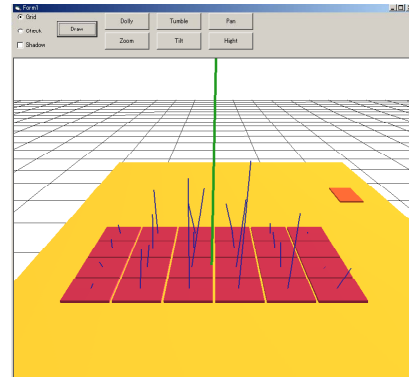 Form1
Grid
Check
Shadow
Draw
Dolly Tumble Pan
Zoom Tilt Hight